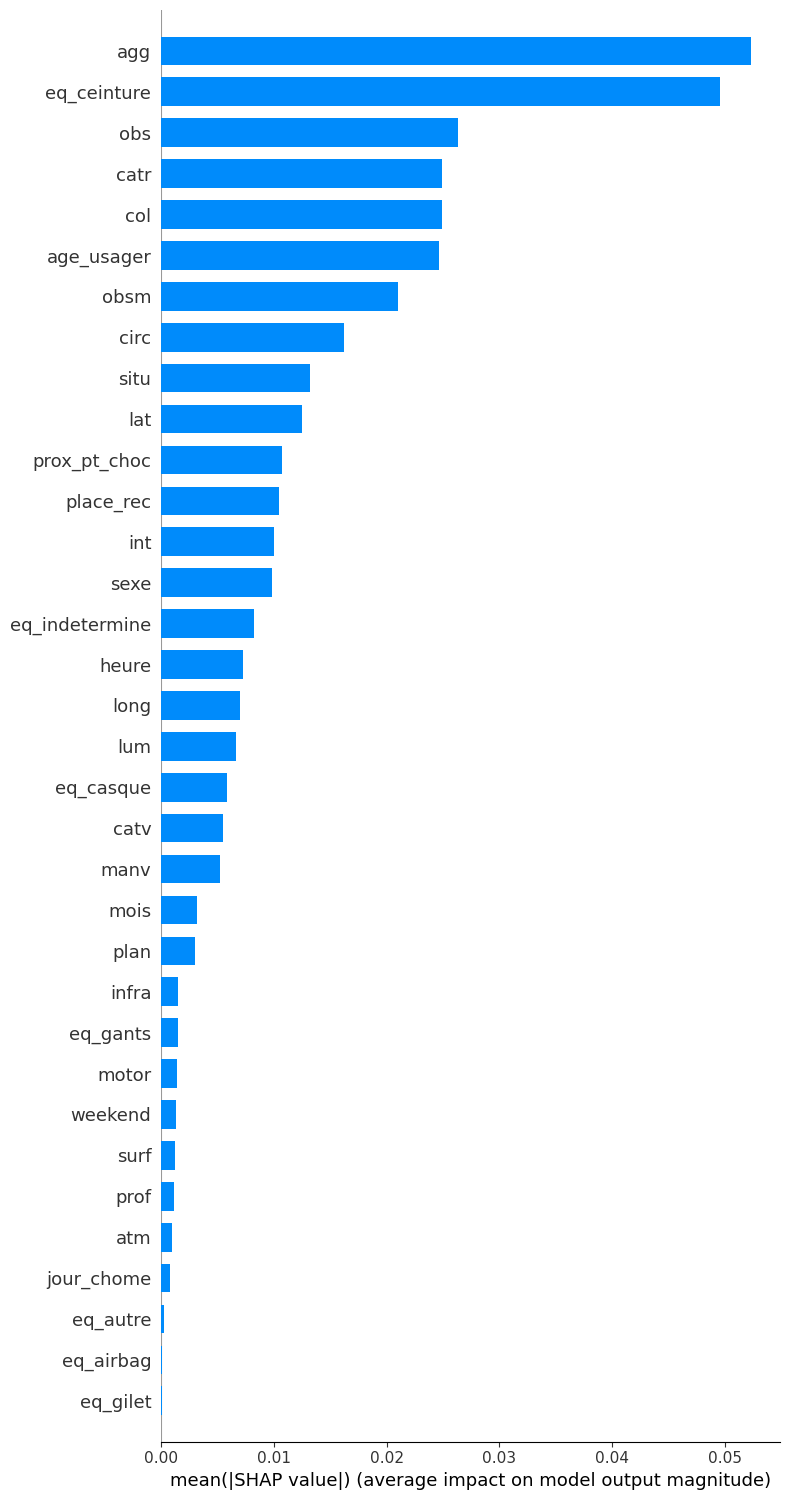 agg
eq_ceinture
obs
catr
col
age_usager
obsm
circ
situ
lat
prox_pt_choc
place_rec
int
sexe
eq_indetermine
heure
long
lum
eq_casque
catv
manv
mois
plan
infra
eq_gants
motor
weekend
surf
prof
atm
jour_chome
eq_autre
eq_airbag
eq_gilet
0.00 0.01 0.02 0.03 0.04 0.05
mean(|SHAP value|) (average impact on model output magnitude)